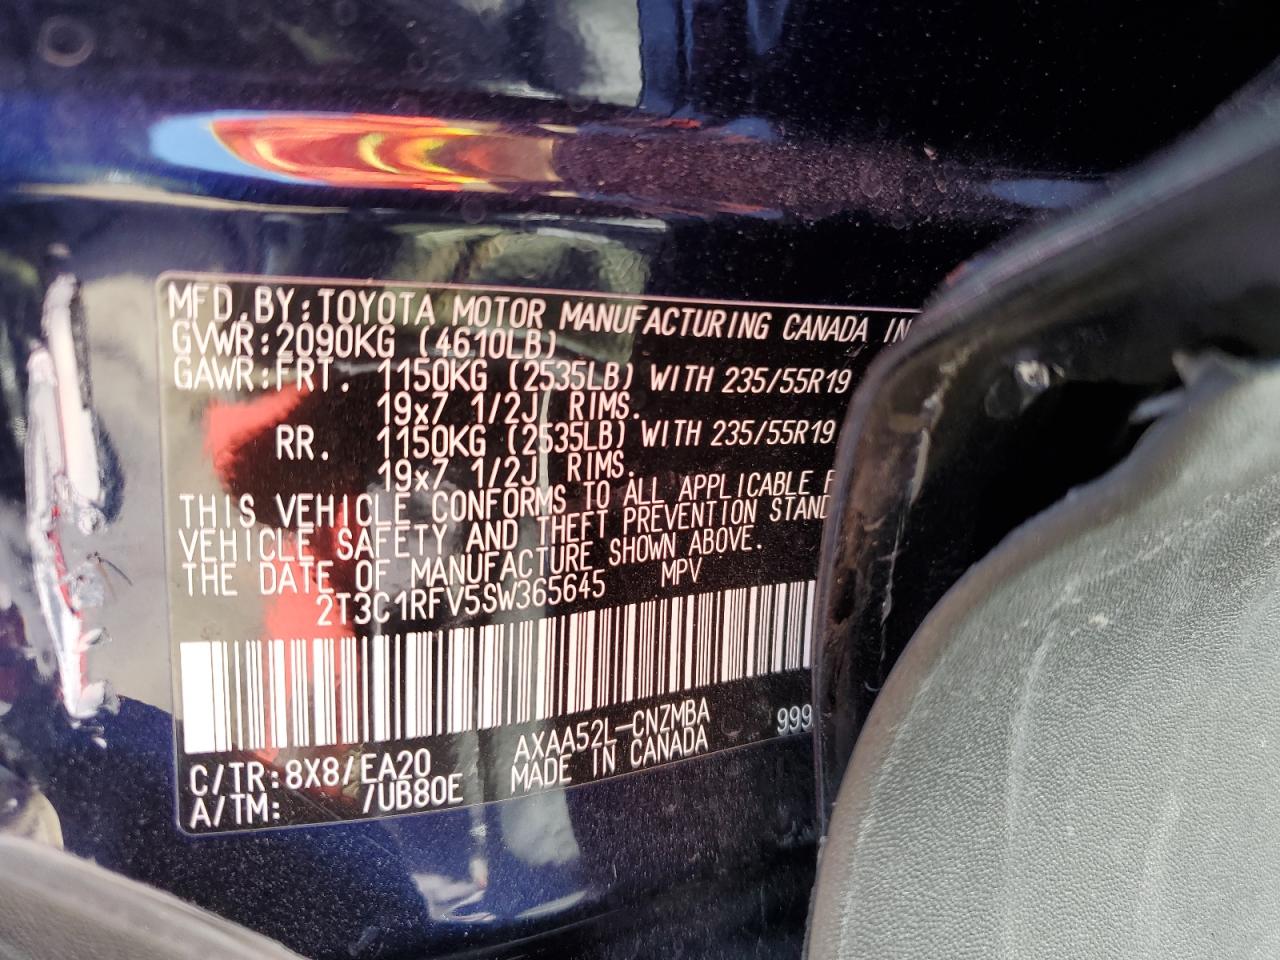 MFD.BY:TOYOTA MOTOR MANUFACTURING CANADA IN
GVWR:2090KG (4610LB)
GAWR:FRT. 1150KG (2535LB) WITH 235/55R19
19x7 1/2J RIMS.
RR. 1150KG (2535LB) WITH 235/55R19
19x7 1/2J RIMS.
THIS VEHICLE CONFORMS TO ALL APPLICABLE F
VEHICLE SAFETY AND THEFT PREVENTION STAND
THE DATE OF MANUFACTURE SHOWN ABOVE.
2T3C1RFV5SW365645 MPV
C/TR:8X8/EA20 AXAA52L-CNZMBA 999
A/TM: /UB80E MADE IN CANADA